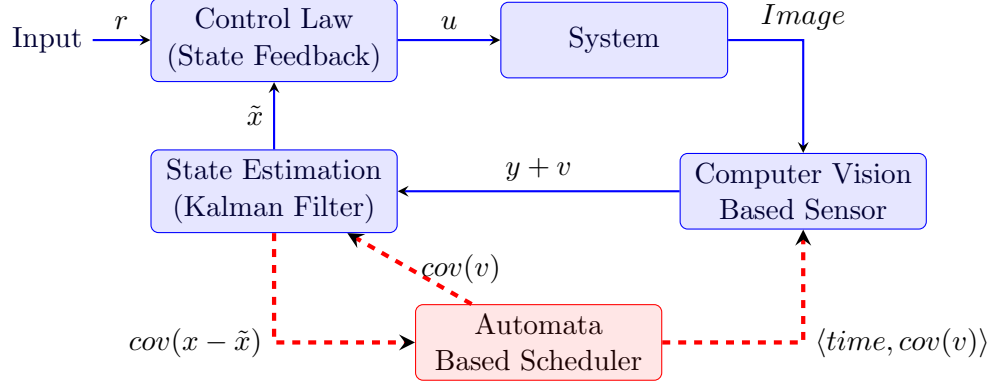 Input
r
Control Law
(State Feedback)
u
System
Image
x̃
State Estimation
(Kalman Filter)
y + v
Computer Vision
Based Sensor
cov(v)
cov(x − x̃)
Automata
Based Scheduler
⟨time, cov(v)⟩